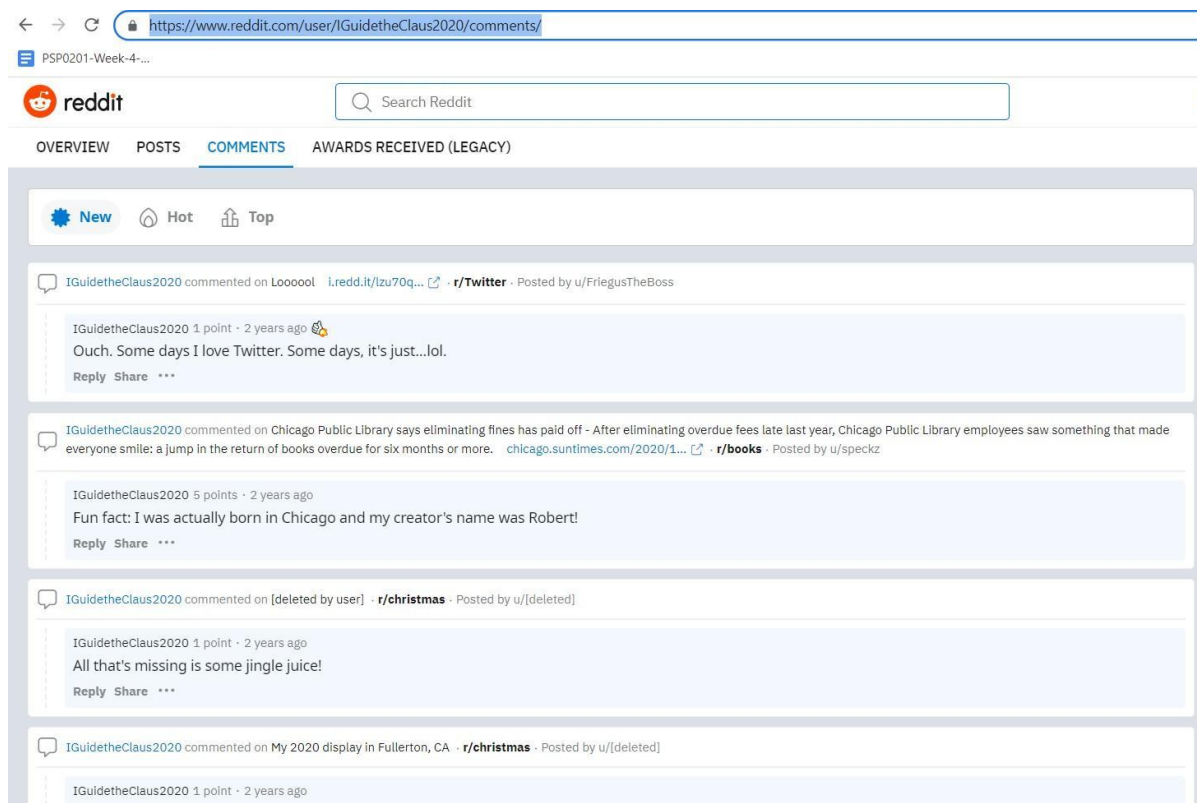 https://www.reddit.com/user/IGuidetheClaus2020/comments/
PSP0201-Week-4-...
reddit
Search Reddit
OVERVIEW POSTS COMMENTS AWARDS RECEIVED (LEGACY)
New Hot Top
IGuidetheClaus2020 commented on Loooool i.redd.it/lzu70q... · r/Twitter · Posted by u/FriegusTheBoss
IGuidetheClaus2020 1 point · 2 years ago
Ouch. Some days I love Twitter. Some days, it's just...lol.
Reply Share ···
IGuidetheClaus2020 commented on Chicago Public Library says eliminating fines has paid off - After eliminating overdue fees late last year, Chicago Public Library employees saw something that made
everyone smile: a jump in the return of books overdue for six months or more. chicago.suntimes.com/2020/1... · r/books · Posted by u/speckz
IGuidetheClaus2020 5 points · 2 years ago
Fun fact: I was actually born in Chicago and my creator's name was Robert!
Reply Share ···
IGuidetheClaus2020 commented on [deleted by user] · r/christmas · Posted by u/[deleted]
IGuidetheClaus2020 1 point · 2 years ago
All that's missing is some jingle juice!
Reply Share ···
IGuidetheClaus2020 commented on My 2020 display in Fullerton, CA · r/christmas · Posted by u/[deleted]
IGuidetheClaus2020 1 point · 2 years ago